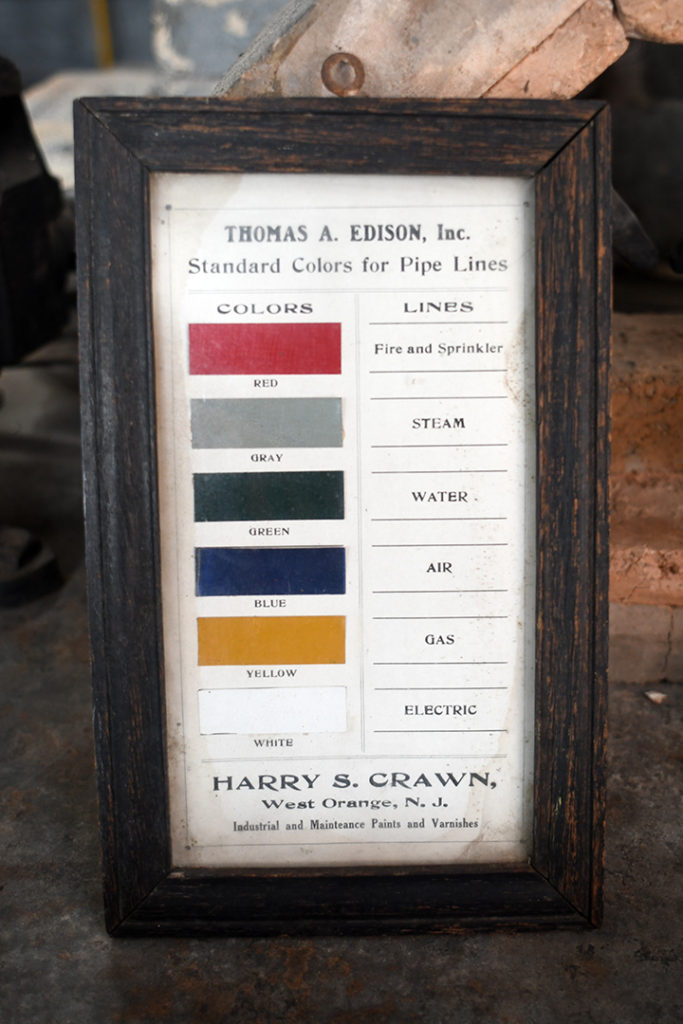 THOMAS A. EDISON, Inc.
Standard Colors for Pipe Lines
COLORS LINES
Fire and Sprinkler
RED
STEAM
GRAY
WATER
GREEN
AIR
BLUE
GAS
YELLOW
ELECTRIC
WHITE
HARRY S. CRAWN,
West Orange, N. J.
Industrial and Mainteance Paints and Varnishes